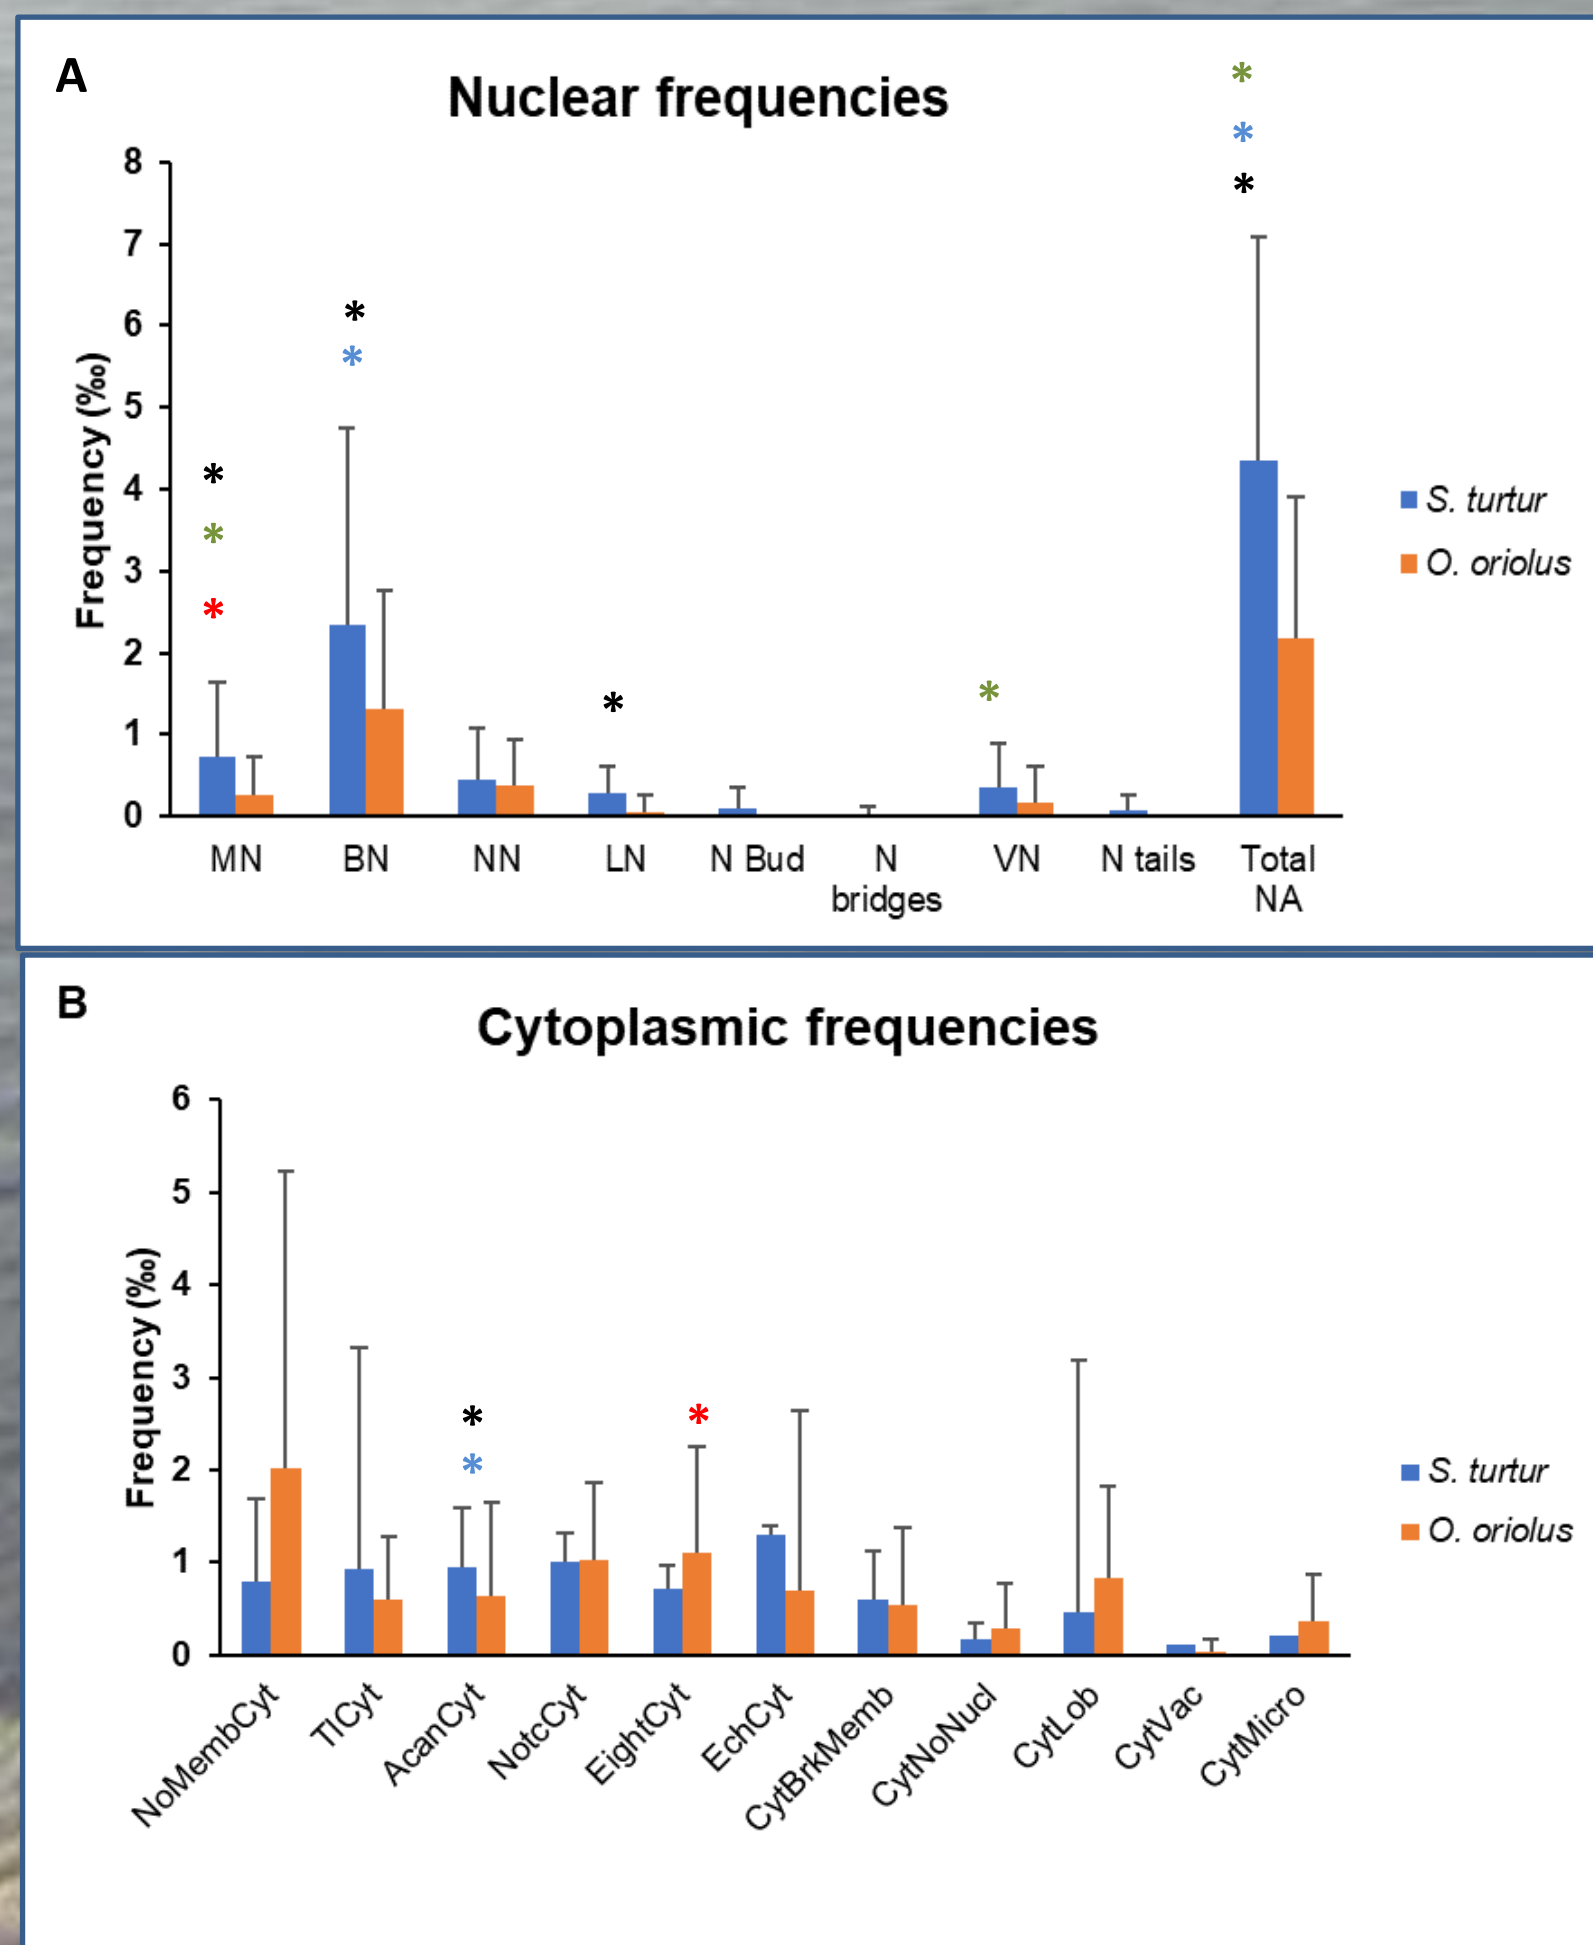 A
Nuclear frequencies
*
*
*
8
7
6
5
4
3
2
1
0
Frequency (‰)
*
*
*
*
*
*
*
S. turtur
O. oriolus
MN BN NN LN N Bud N bridges VN N tails Total NA
B
Cytoplasmic frequencies
6
5
4
3
2
1
0
Frequency (‰)
*
*
*
S. turtur
O. oriolus
NoMembCyt
TlCyt
AcanCyt
NotcCyt
EightCyt
EchCyt
CytBrkMemb
CytNoNucl
CytLob
CytVac
CytMicro